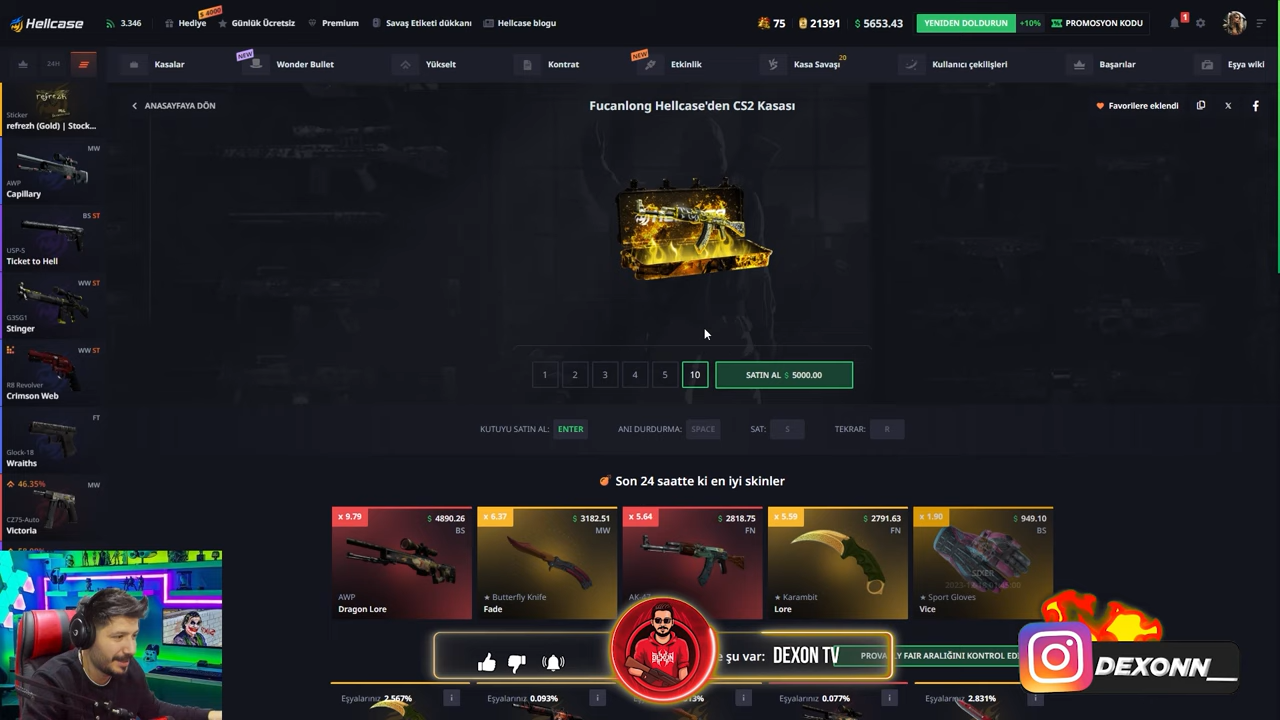 Hellcase
3.346
Hediye
$ 4000
Günlük Ücretsiz
Premium
Savaş Etiketi dükkanı
Hellcase blogu
75
21391
$ 5653.43
YENİDEN DOLDURUN
+10%
PROMOSYON KODU
1
24H
Kasalar
NEW
Wonder Bullet
Yükselt
Kontrat
NEW
Etkinlik
Kasa Savaşı
20
Kullanıcı çekilişleri
Başarılar
Eşya wiki
refrezh
Sticker
refrezh (Gold) | Stock...
MW
AWP
Capillary
BS ST
USP-S
Ticket to Hell
WW ST
G3SG1
Stinger
WW ST
R8 Revolver
Crimson Web
FT
Glock-18
Wraiths
46.35%
MW
CZ75-Auto
Victoria
ANASAYFAYA DÖN
Fucanlong Hellcase'den CS2 Kasası
Favorilere eklendi
1
2
3
4
5
10
SATIN AL $ 5000.00
KUTUYU SATIN AL: ENTER
ANI DURDURMA: SPACE
SAT: S
TEKRAR: R
Son 24 saatte ki en iyi skinler
x 9.79
$ 4890.26
BS
AWP
Dragon Lore
x 6.37
$ 3182.51
MW
★ Butterfly Knife
Fade
x 5.64
$ 2818.75
FN
x 5.59
$ 2791.63
FN
★ Karambit
Lore
x 1.90
$ 949.10
BS
SIXER
★ Sport Gloves
Vice
e şu var:
DEXON TV
DEXON
DEXONN__
Eşyalarınız 2.567%
Eşyalarınız 0.093%
Eşyalarınız 0.077%
Eşyalarınız 2.831%